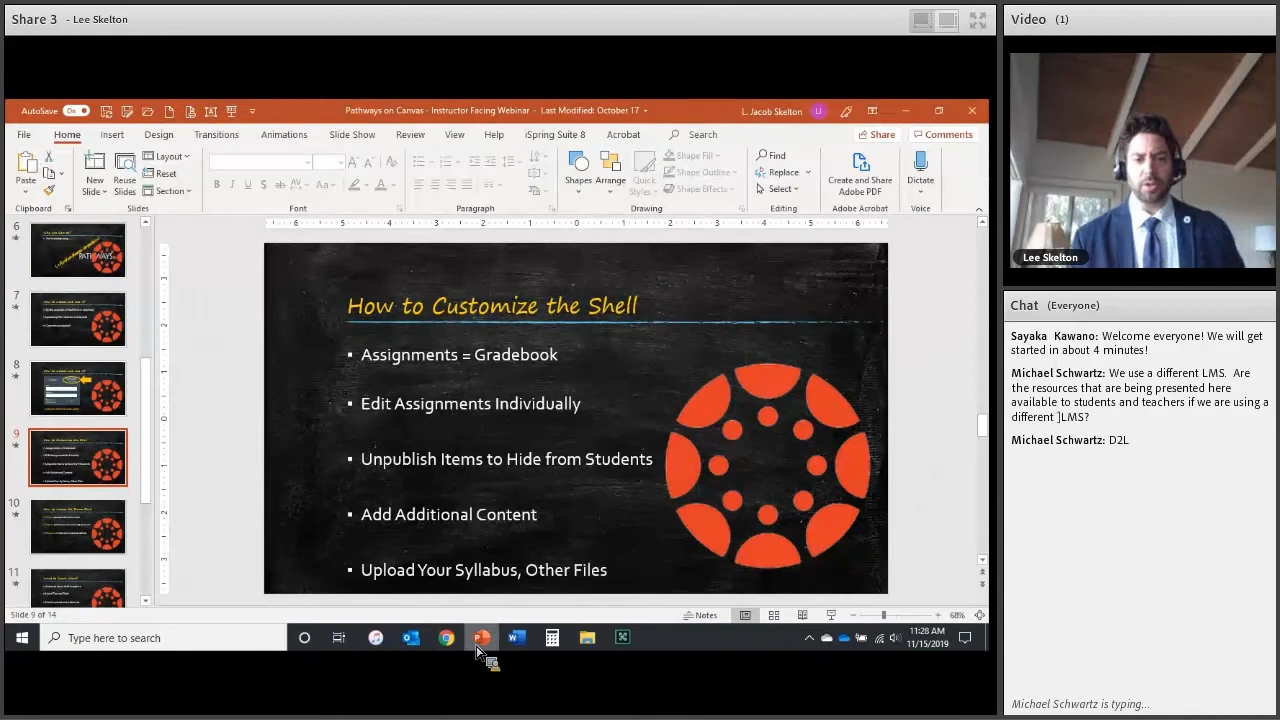 Share 3 - Lee Skelton
AutoSave On
Pathways on Canvas - Instructor Facing Webinar - Last Modified: October 17
L. Jacob Skelton
LJ
File Home Insert Design Transitions Animations Slide Show Review View Help iSpring Suite 8 Acrobat Search Share Comments
Paste
New Slide
Reuse Slides
Layout
Reset
Section
Shapes
Arrange
Quick Styles
Shape Fill
Shape Outline
Shape Effects
Find
Replace
Select
Create and Share Adobe PDF
Dictate
Clipboard Slides Font Paragraph Drawing Editing Adobe Acrobat Voice
6
7
8
9
10
11
How to Customize the Shell
Assignments = Gradebook
Edit Assignments Individually
Unpublish Items to Hide from Students
Add Additional Content
Upload Your Syllabus, Other Files
Slide 9 of 14
Notes
68%
Type here to search
11:28 AM
11/15/2019
Video (1)
Lee Skelton
Chat (Everyone)
Sayaka Kawano: Welcome everyone! We will get
started in about 4 minutes!
Michael Schwartz: We use a different LMS. Are
the resources that are being presented here
available to students and teachers if we are using a
different ]LMS?
Michael Schwartz: D2L
Michael Schwartz is typing...